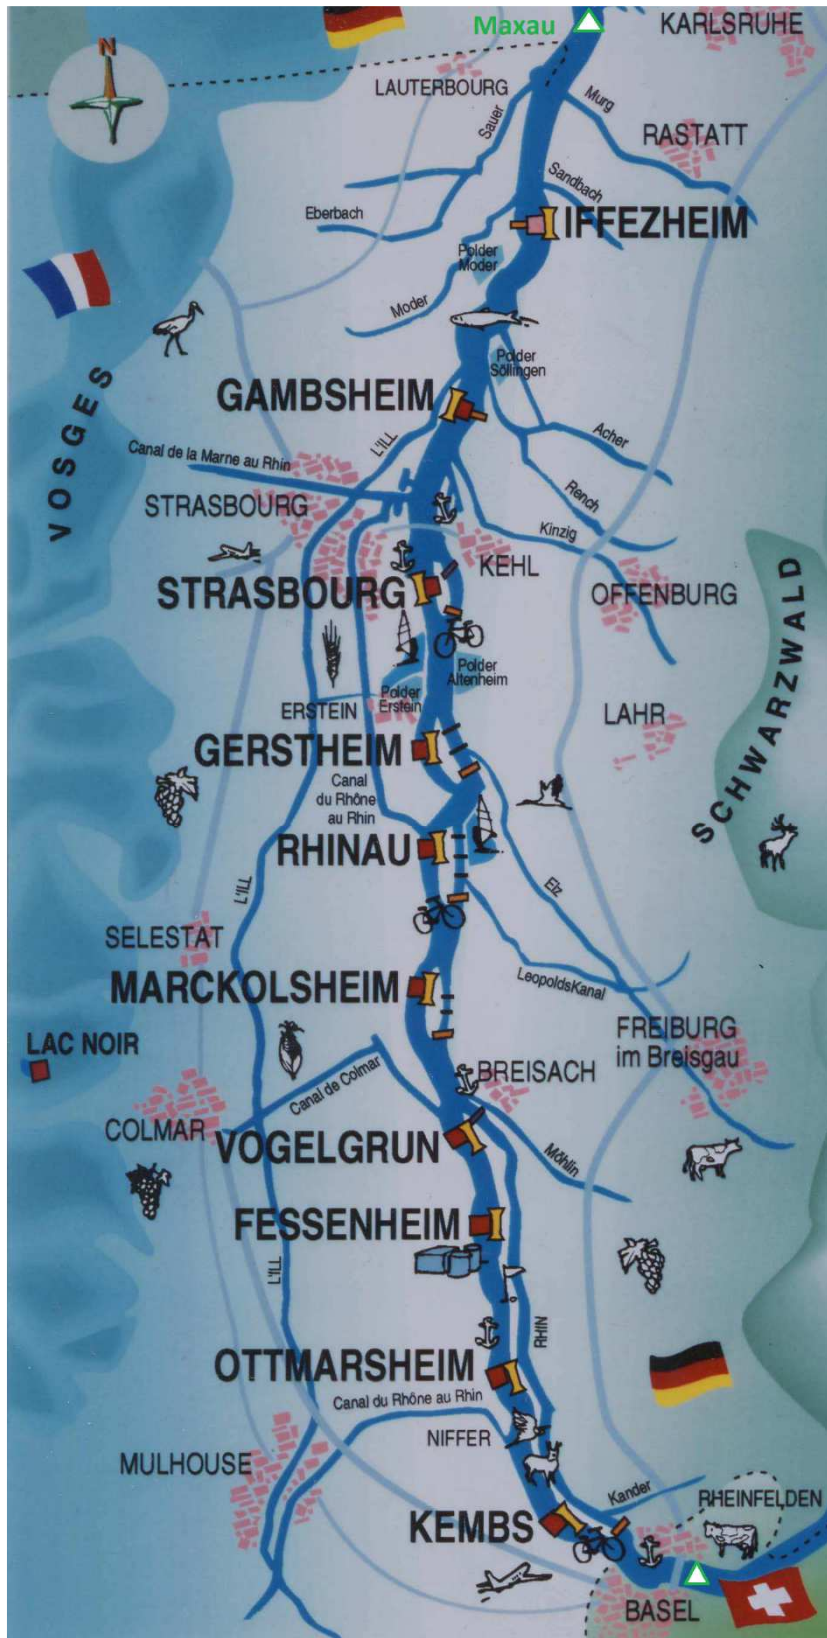 Maxau
KARLSRUHE
N
LAUTERBOURG
Murg
Sauer
RASTATT
Sandbach
Eberbach
IFFEZHEIM
Polder
Moder
Moder
Polder
Söllingen
GAMBSHEIM
VOSGES
L'ILL
Acher
Canal de la Marne au Rhin
Rench
STRASBOURG
Kinzig
KEHL
STRASBOURG
OFFENBURG
Polder
Altenheim
Polder
Erstein
ERSTEIN
LAHR
SCHWARZWALD
GERSTHEIM
Canal
du Rhône
au Rhin
RHINAU
L'ILL
Elz
SELESTAT
LeopoldsKanal
MARCKOLSHEIM
FREIBURG
im Breisgau
LAC NOIR
BREISACH
Canal de Colmar
COLMAR
VOGELGRUN
Möhlin
FESSENHEIM
L'ILL
RHIN
OTTMARSHEIM
Canal du Rhône au Rhin
NIFFER
MULHOUSE
Kander
RHEINFELDEN
KEMBS
BASEL